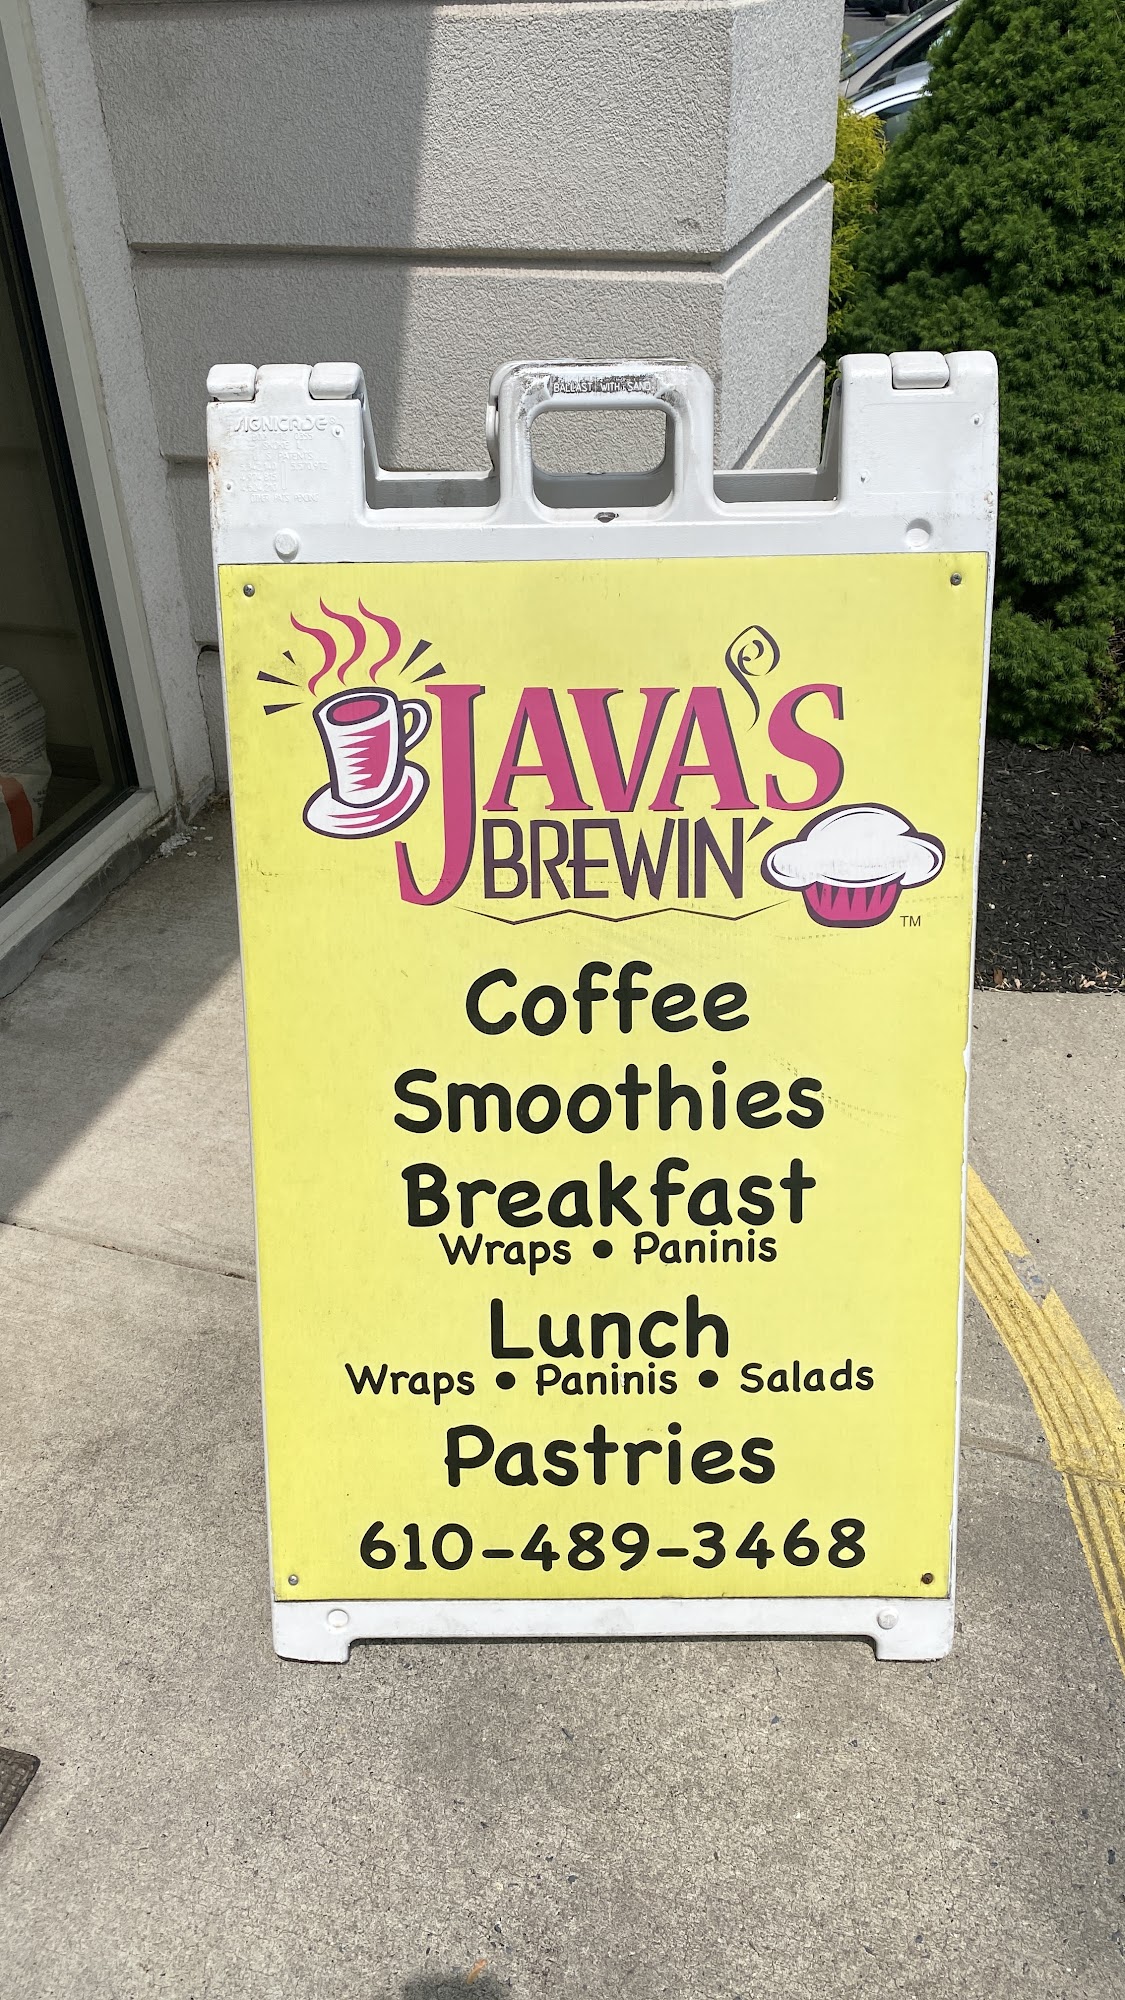 BALLAST WITH SAND
SIGNICADE
JAVA'S
BREWIN'
TM
Coffee
Smoothies
Breakfast
Wraps • Paninis
Lunch
Wraps • Paninis • Salads
Pastries
610-489-3468